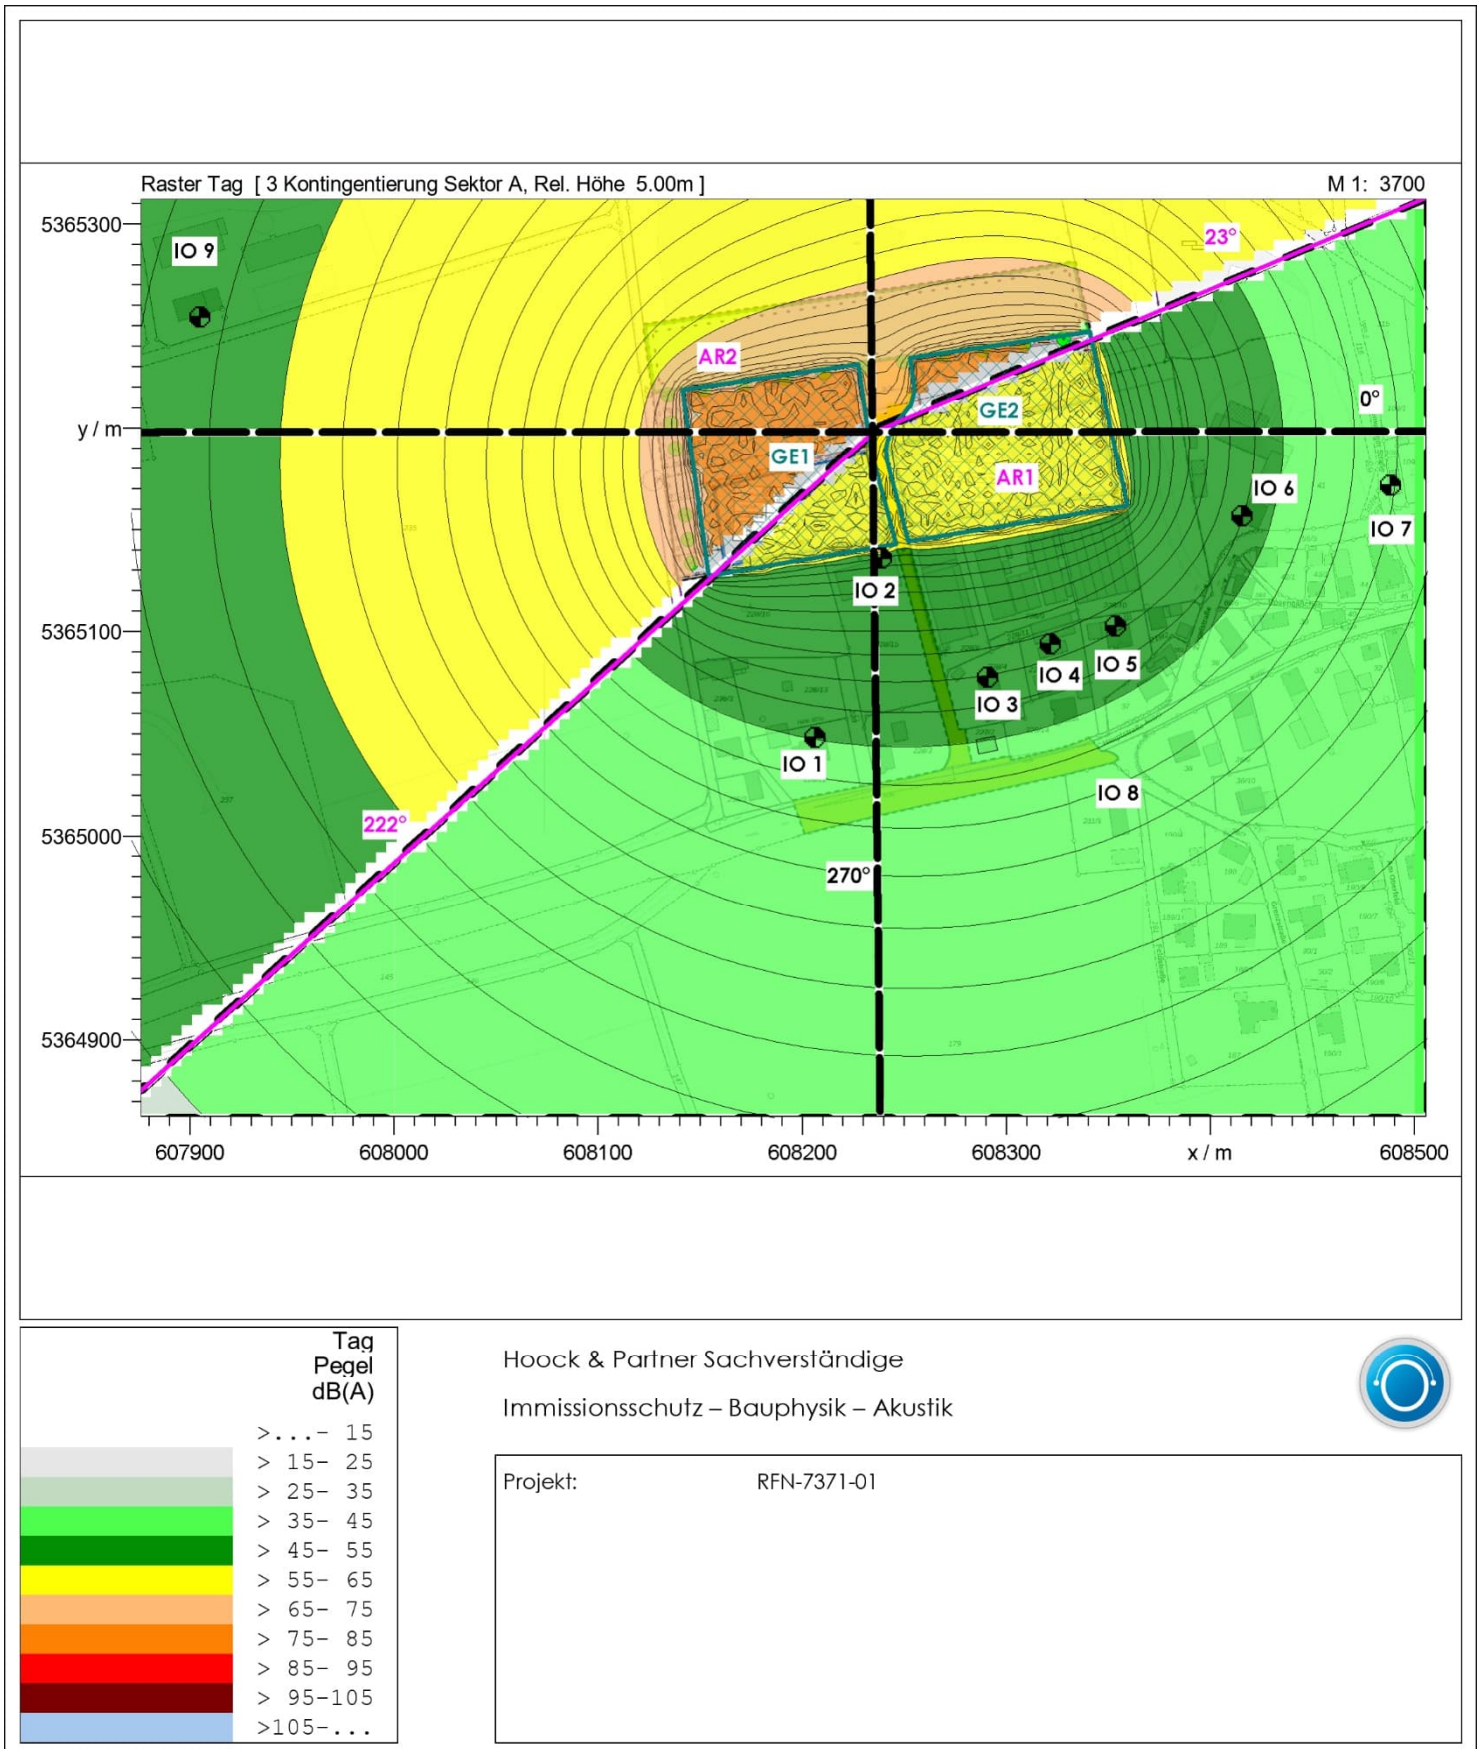 Raster Tag [ 3 Kontingentierung Sektor A, Rel. Höhe 5.00m ]
M 1: 3700
5365300
y / m
5365100
5365000
5364900
607900
608000
608100
608200
608300
x / m
608500
IO 9
23°
AR2
0°
GE2
GE1
AR1
IO 6
IO 7
IO 2
IO 5
IO 4
IO 3
IO 1
IO 8
222°
270°
Tag
Pegel
dB(A)
>...- 15
> 15- 25
> 25- 35
> 35- 45
> 45- 55
> 55- 65
> 65- 75
> 75- 85
> 85- 95
> 95-105
>105-...
Hoock & Partner Sachverständige
Immissionsschutz – Bauphysik – Akustik
Projekt: RFN-7371-01